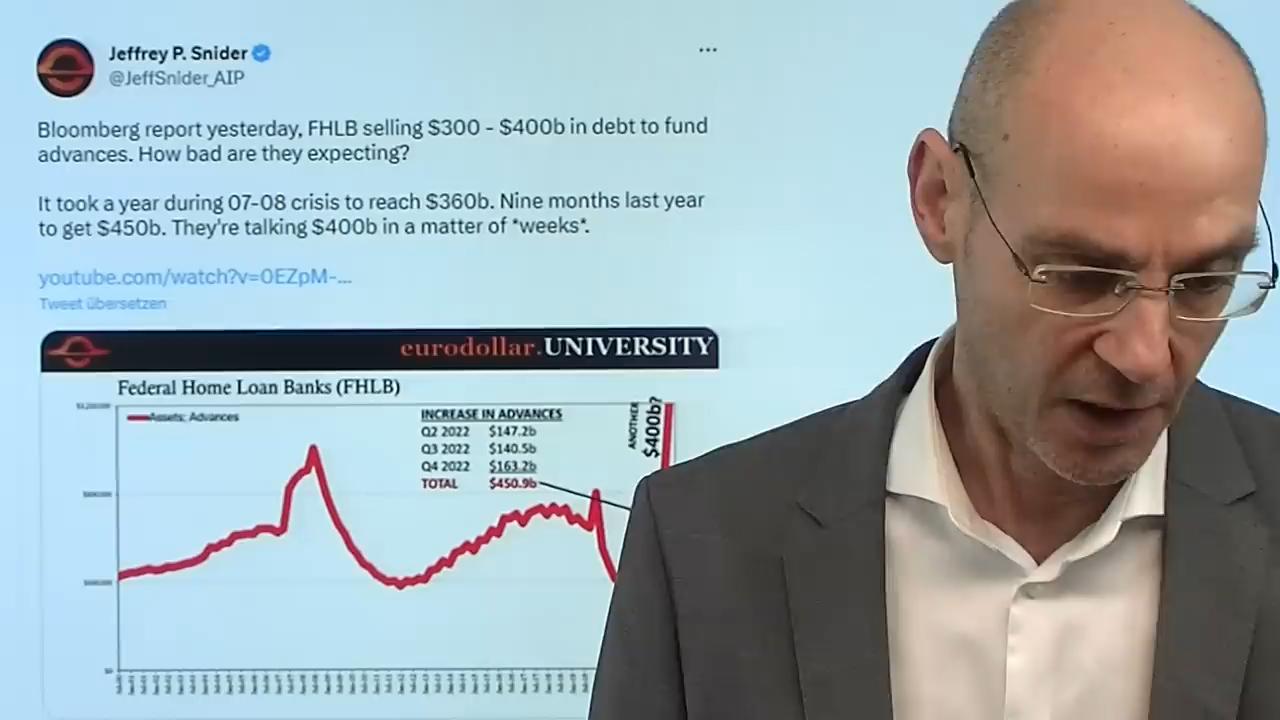 Jeffrey P. Snider
@JeffSnider_AIP
Bloomberg report yesterday, FHLB selling $300 - $400b in debt to fund
advances. How bad are they expecting?
It took a year during 07-08 crisis to reach $360b. Nine months last year
to get $450b. They're talking $400b in a matter of *weeks*.
youtube.com/watch?v=0EZpM-...
Tweet übersetzen
eurodollar.UNIVERSITY
Federal Home Loan Banks (FHLB)
Assets; Advances
INCREASE IN ADVANCES
Q2 2022 $147.2b
Q3 2022 $140.5b
Q4 2022 $163.2b
TOTAL $450.9b
ANOTHER
$400b?
$0